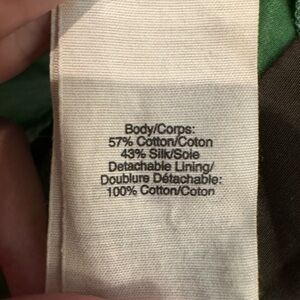 Body/Corps:
57% Cotton/Coton
43% Silk/Soie
Detachable Lining/
Doublure Détachable:
100% Cotton/Coton